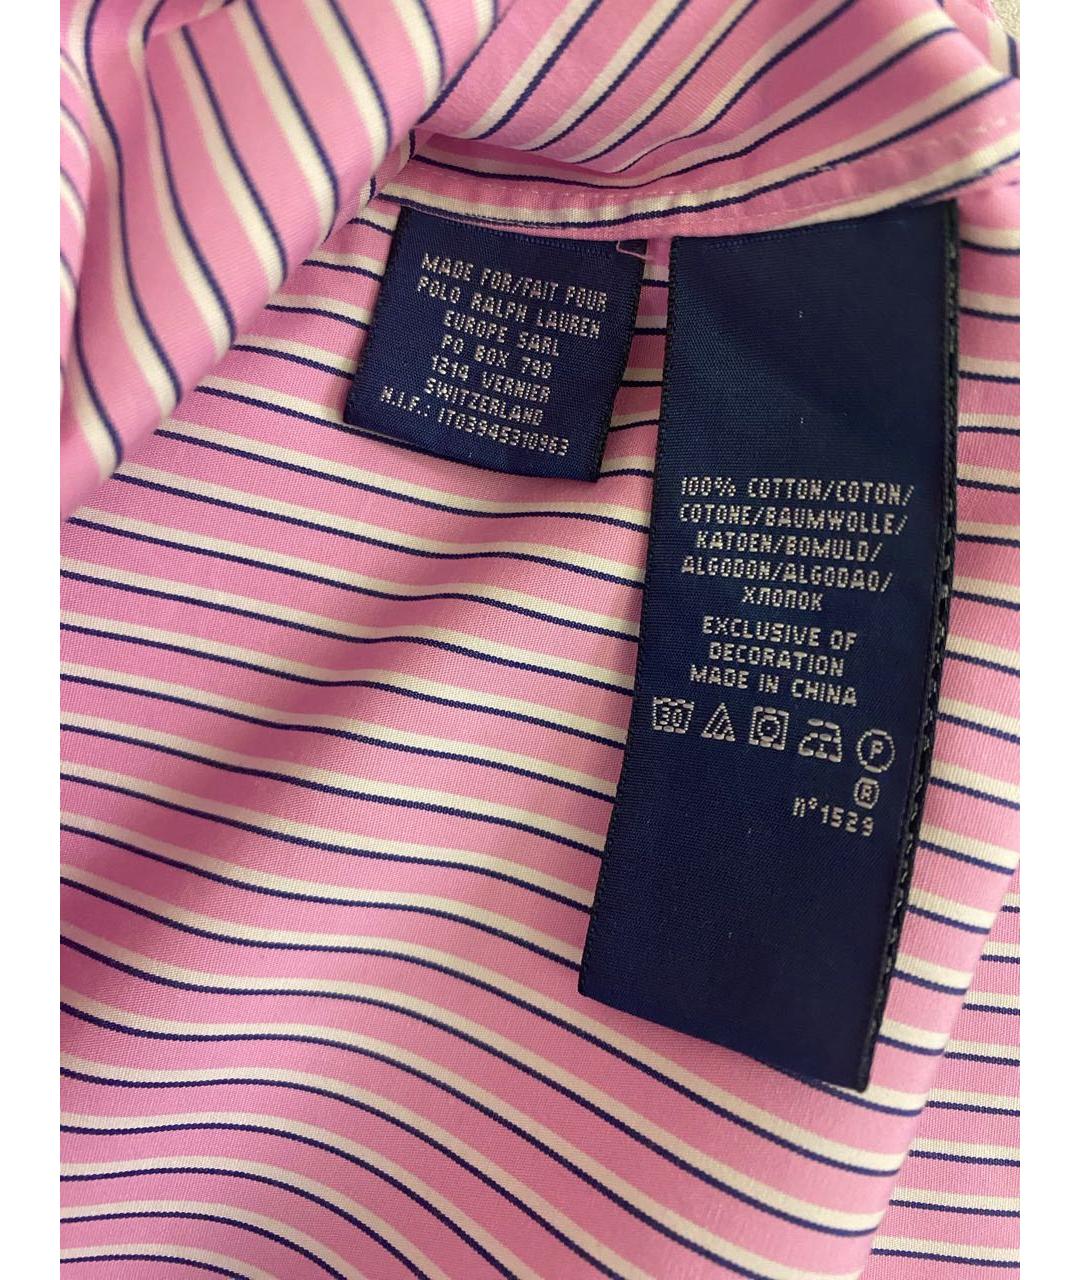 MADE FOR/FAIT POUR
POLO RALPH LAUREN
EUROPE SARL
PO BOX 790
1214 VERNIER
SWITZERLAND
N.I.F.: IT03945310963
100% COTTON/COTON/
COTONE/BAUMWOLLE/
KATOEN/BOMULD/
ALGODON/ALGODAO/
ХЛОПОК
EXCLUSIVE OF
DECORATION
MADE IN CHINA
30 P
R
n°1529